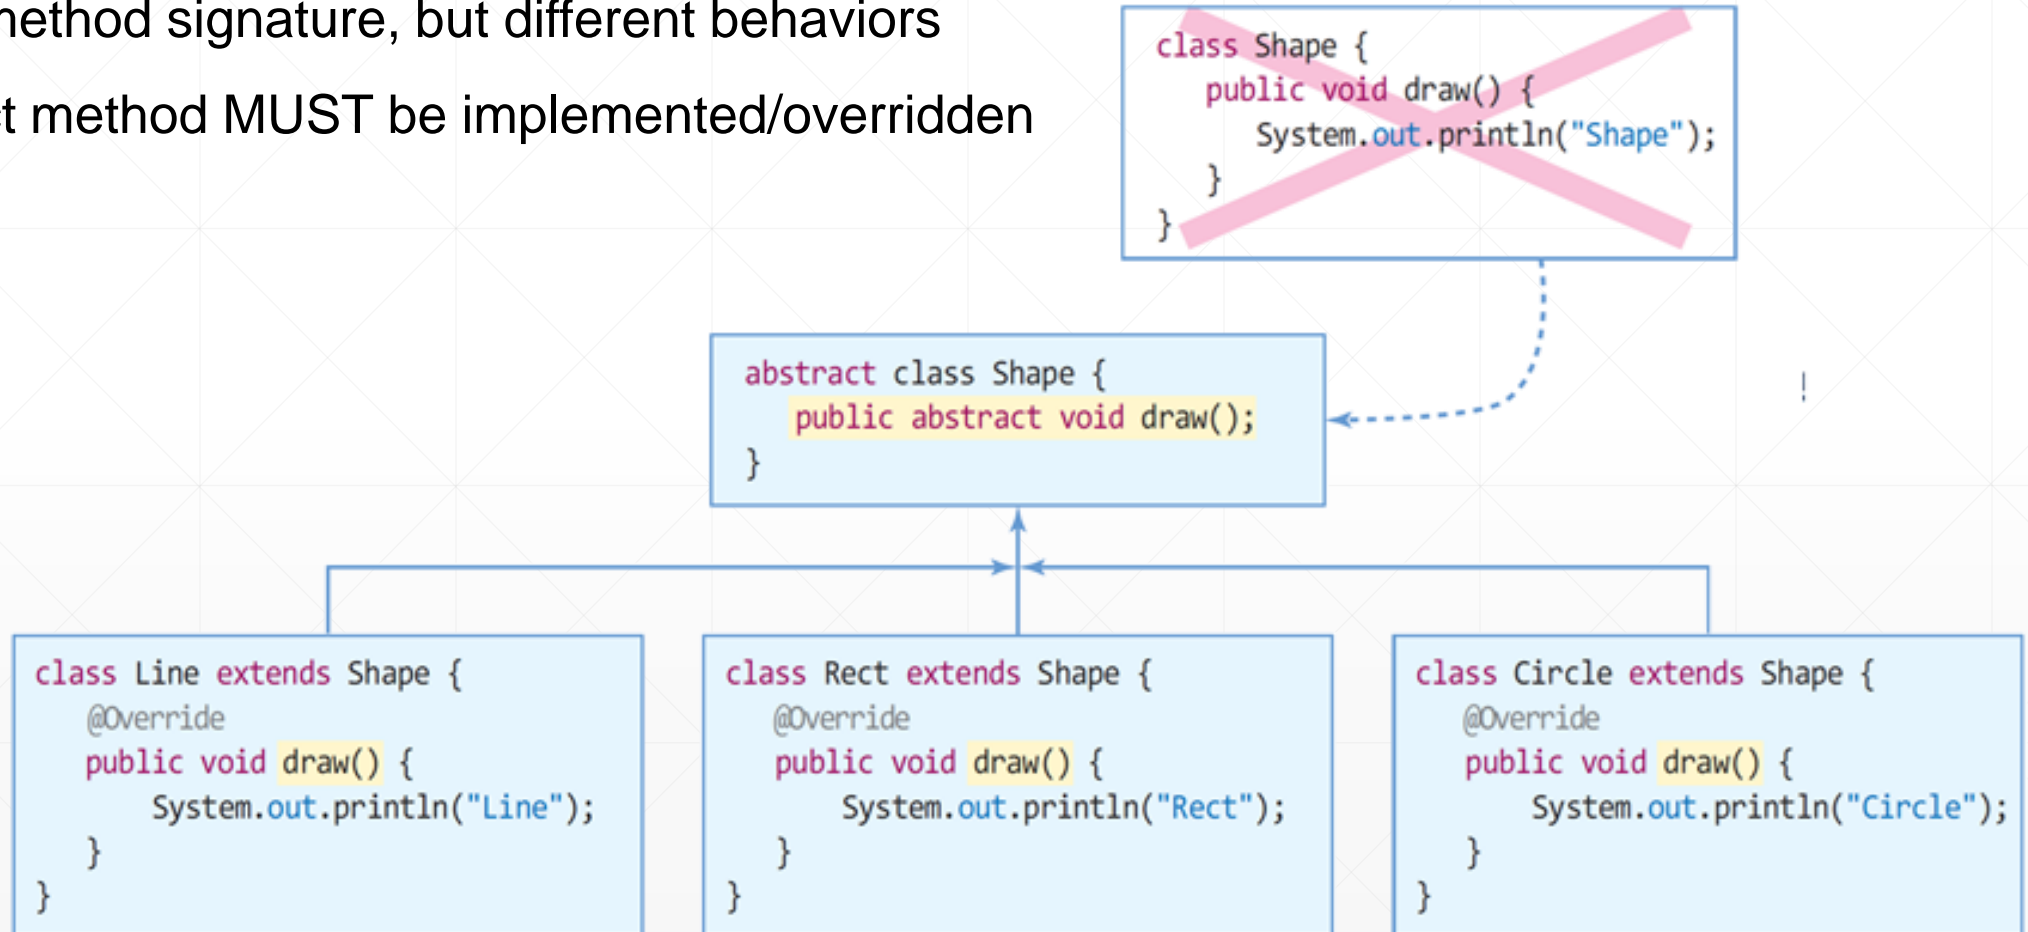 method signature, but different behaviors
ct method MUST be implemented/overridden
class Shape {
public void draw() {
System.out.println("Shape");
}
}
abstract class Shape {
public abstract void draw();
}
!
class Line extends Shape {
@Override
public void draw() {
System.out.println("Line");
}
}
class Rect extends Shape {
@Override
public void draw() {
System.out.println("Rect");
}
}
class Circle extends Shape {
@Override
public void draw() {
System.out.println("Circle");
}
}